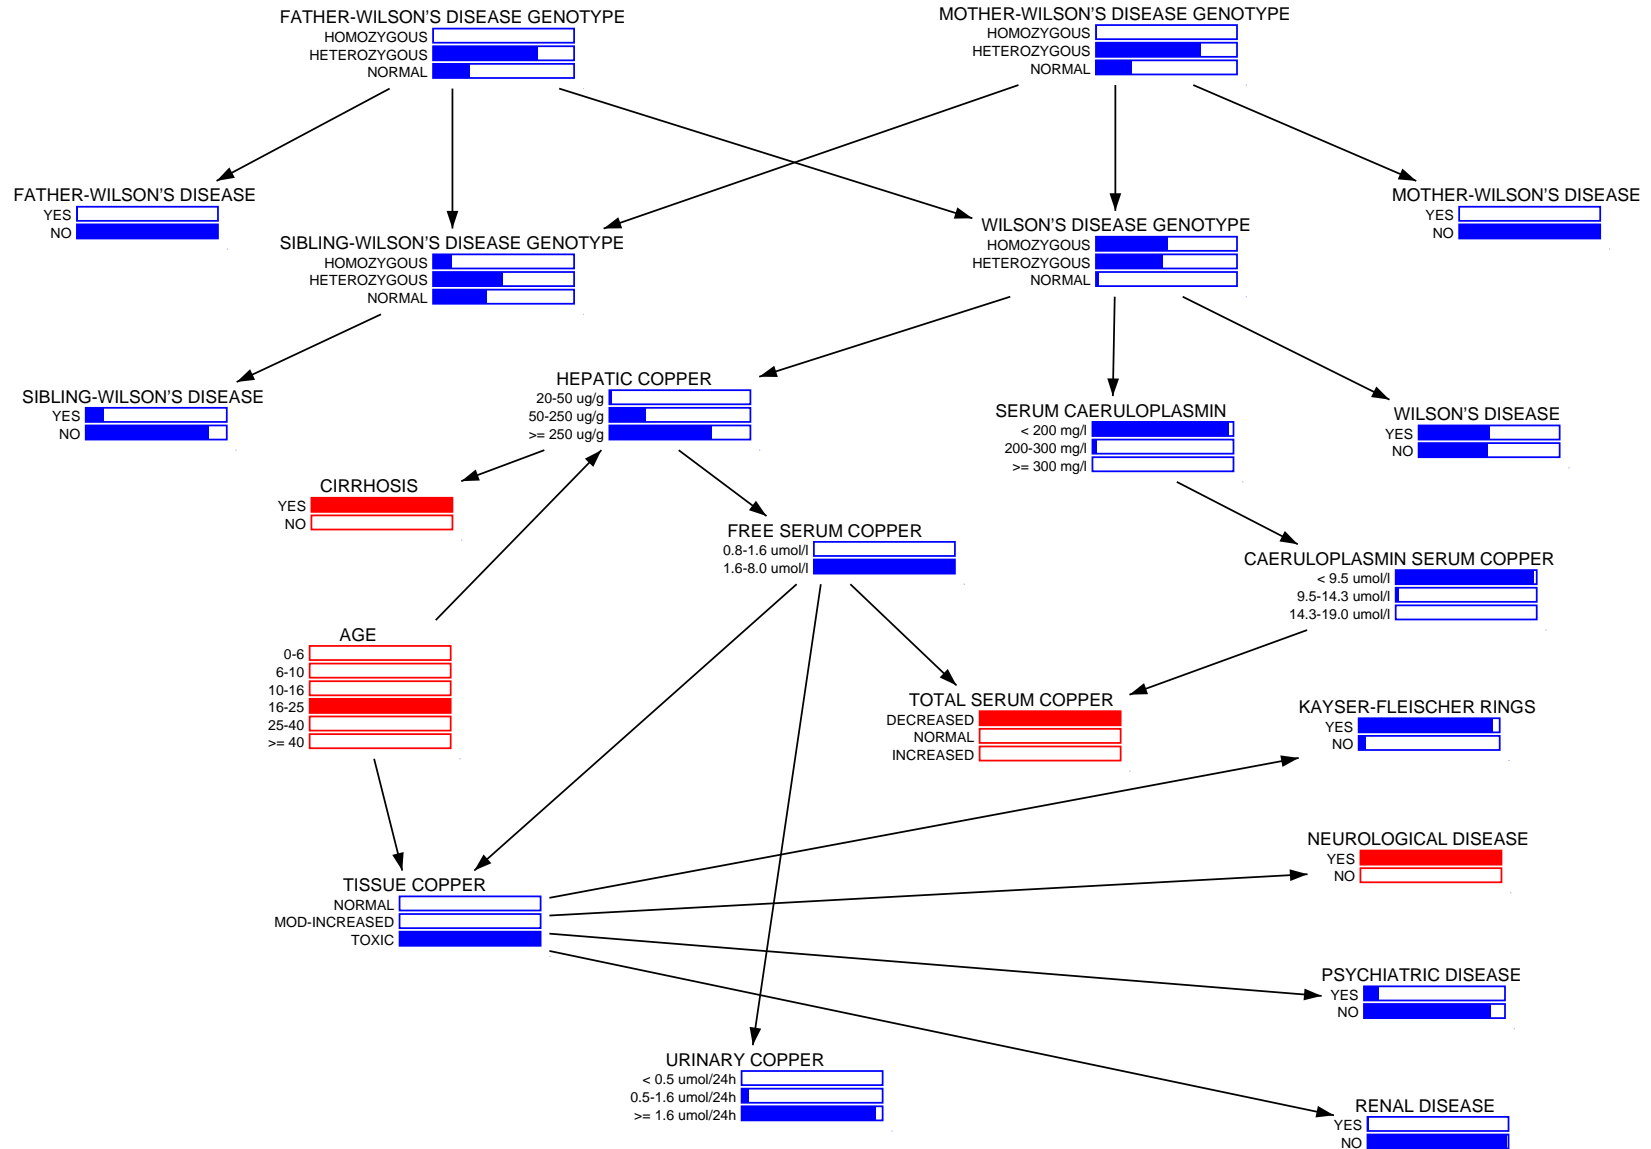 FATHER-WILSON'S DISEASE GENOTYPE
HOMOZYGOUS
HETEROZYGOUS
NORMAL
MOTHER-WILSON'S DISEASE GENOTYPE
HOMOZYGOUS
HETEROZYGOUS
NORMAL
FATHER-WILSON'S DISEASE
YES
NO
MOTHER-WILSON'S DISEASE
YES
NO
SIBLING-WILSON'S DISEASE GENOTYPE
HOMOZYGOUS
HETEROZYGOUS
NORMAL
WILSON'S DISEASE GENOTYPE
HOMOZYGOUS
HETEROZYGOUS
NORMAL
SIBLING-WILSON'S DISEASE
YES
NO
HEPATIC COPPER
20-50 ug/g
50-250 ug/g
>= 250 ug/g
SERUM CAERULOPLASMIN
< 200 mg/l
200-300 mg/l
>= 300 mg/l
WILSON'S DISEASE
YES
NO
CIRRHOSIS
YES
NO
FREE SERUM COPPER
0.8-1.6 umol/l
1.6-8.0 umol/l
CAERULOPLASMIN SERUM COPPER
< 9.5 umol/l
9.5-14.3 umol/l
14.3-19.0 umol/l
AGE
0-6
6-10
10-16
16-25
25-40
>= 40
TOTAL SERUM COPPER
DECREASED
NORMAL
INCREASED
KAYSER-FLEISCHER RINGS
YES
NO
NEUROLOGICAL DISEASE
YES
NO
TISSUE COPPER
NORMAL
MOD-INCREASED
TOXIC
PSYCHIATRIC DISEASE
YES
NO
URINARY COPPER
< 0.5 umol/24h
0.5-1.6 umol/24h
>= 1.6 umol/24h
RENAL DISEASE
YES
NO